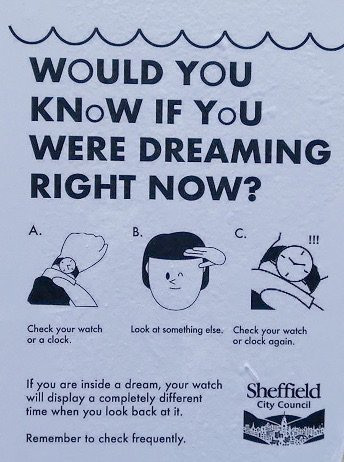 WOULD YOU
KNoW IF YoU
WERE DREAMING
RIGHT NOW?
A.
B.
C.
!!!
Check your watch
or a clock.
Look at something else.
Check your watch
or clock again.
If you are inside a dream, your watch
will display a completely different
time when you look back at it.
Remember to check frequently.
Sheffield
City Council